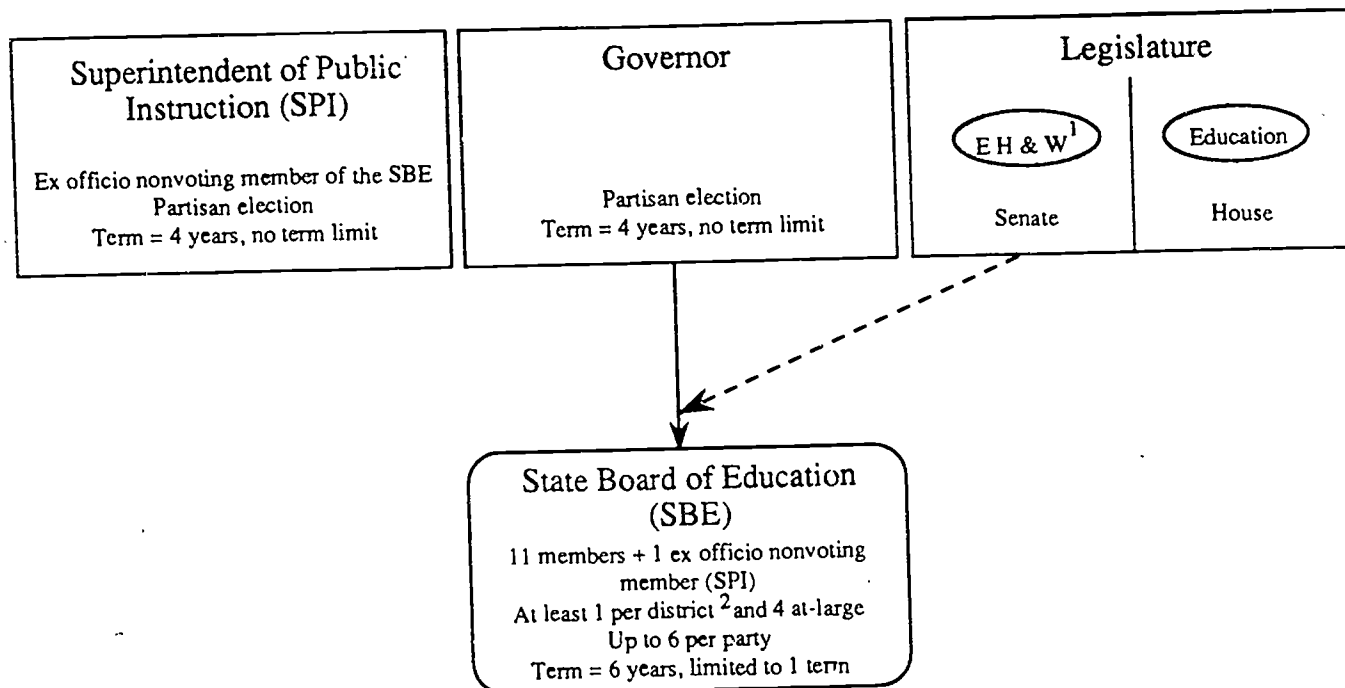 Superintendent of Public
Instruction (SPI)
Ex officio nonvoting member of the SBE
Partisan election
Term = 4 years, no term limit
Governor
Partisan election
Term = 4 years, no term limit
Legislature
E H & W 1
Senate
Education
House
State Board of Education
(SBE)
11 members + 1 ex officio nonvoting
member (SPI)
At least 1 per district 2 and 4 at-large
Up to 6 per party
Term = 6 years, limited to 1 term